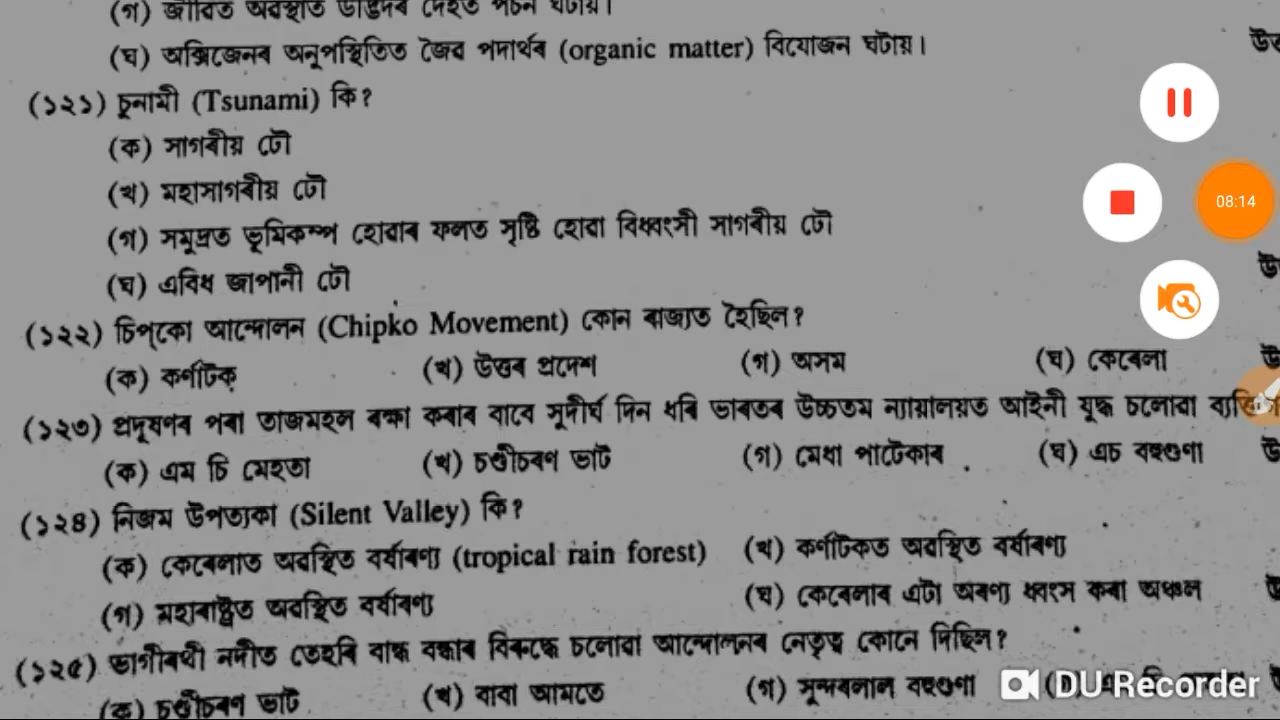 (গ) জীৱিত অৱস্থাত উদ্ভিদৰ দেহত পচন ঘটায়।
(ঘ) অক্সিজেনৰ অনুপস্থিতিত জৈৱ পদাৰ্থৰ (organic matter) বিযোজন ঘটায়।
(১২১) চুনামী (Tsunami) কি?
(ক) সাগৰীয় ঢৌ
(খ) মহাসাগৰীয় ঢৌ
(গ) সমুদ্ৰত ভূমিকম্প হোৱাৰ ফলত সৃষ্টি হোৱা বিধ্বংসী সাগৰীয় ঢৌ
(ঘ) এবিধ জাপানী ঢৌ
(১২২) চিপ্‌কো আন্দোলন (Chipko Movement) কোন ৰাজ্যত হৈছিল?
(ক) কৰ্ণাটক (খ) উত্তৰ প্ৰদেশ (গ) অসম (ঘ) কেৰেলা
(১২৩) প্ৰদূষণৰ পৰা তাজমহল ৰক্ষা কৰাৰ বাবে সুদীৰ্ঘ দিন ধৰি ভাৰতৰ উচ্চতম ন্যায়ালয়ত আইনী যুদ্ধ চলোৱা
(ক) এম চি মেহতা (খ) চণ্ডীচৰণ ভাট (গ) মেধা পাটেকাৰ (ঘ) এচ বহুগুণা
(১২৪) নিজম উপত্যকা (Silent Valley) কি?
(ক) কেৰেলাত অৱস্থিত বৰ্ষাৰণ্য (tropical rain forest) (খ) কৰ্ণাটকত অৱস্থিত বৰ্ষাৰণ্য
(গ) মহাৰাষ্ট্ৰত অৱস্থিত বৰ্ষাৰণ্য (ঘ) কেৰেলাৰ এটা অৰণ্য ধ্বংস কৰা অঞ্চল
(১২৫) ভাগীৰথী নদীত তেহৰি বান্ধ বন্ধাৰ বিৰুদ্ধে চলোৱা আন্দোলনৰ নেতৃত্ব কোনে দিছিল?
(ক) চণ্ডীচৰণ ভাট (খ) বাবা আমতে (গ) সুন্দৰলাল বহুগুণা
08:14
DU Recorder